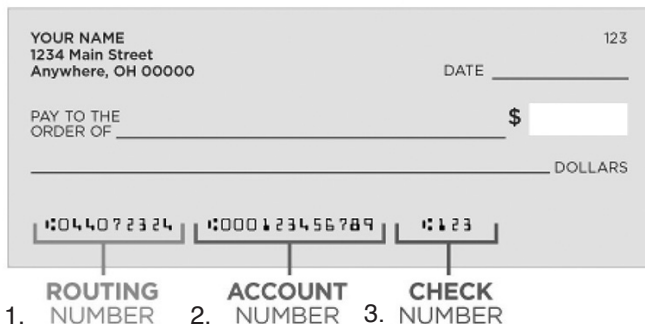 YOUR NAME 123
1234 Main Street
Anywhere, OH 00000
DATE
PAY TO THE
ORDER OF $
DOLLARS
⑆044072324 ⑆000123456789 ⑆123
ROUTING ACCOUNT CHECK
1. NUMBER 2. NUMBER 3. NUMBER